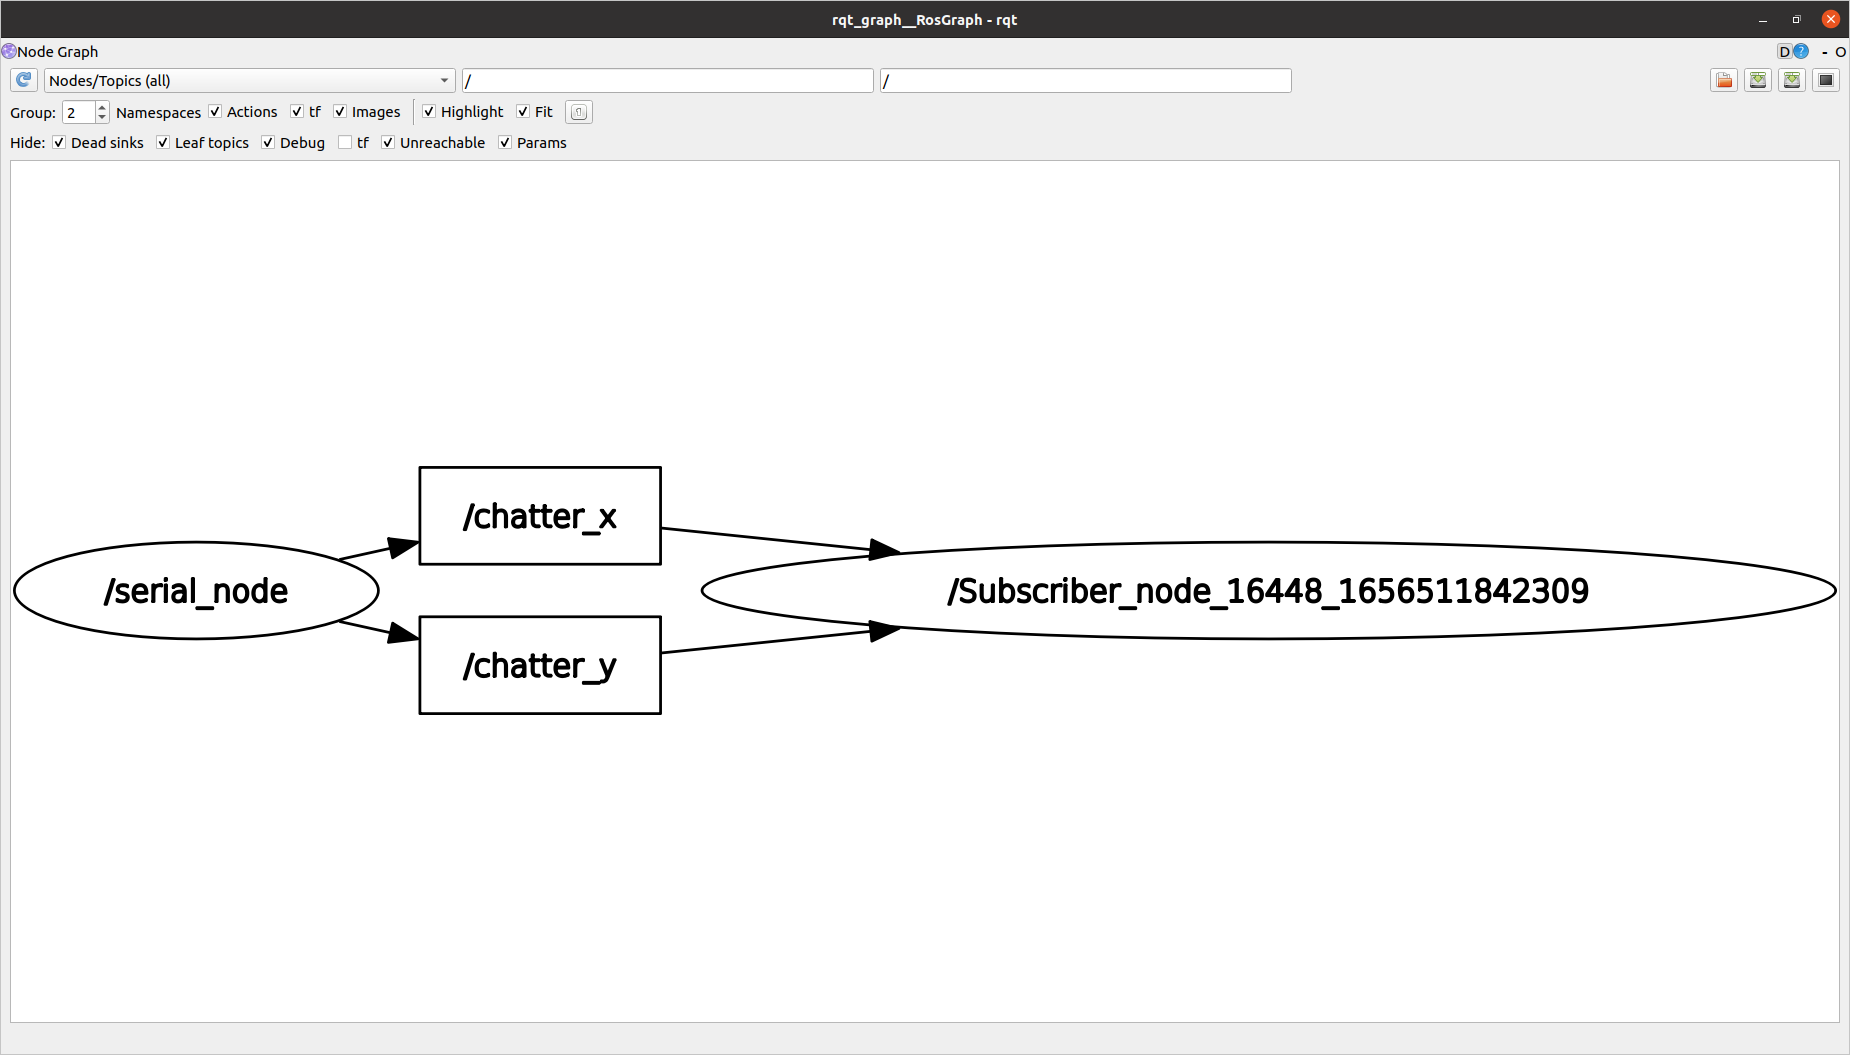 rqt_graph__RosGraph - rqt
Node Graph D ? - O
Nodes/Topics (all) / /
Group: 2 Namespaces Actions tf Images Highlight Fit
Hide: Dead sinks Leaf topics Debug tf Unreachable Params
/chatter_x
/serial_node /Subscriber_node_16448_1656511842309
/chatter_y